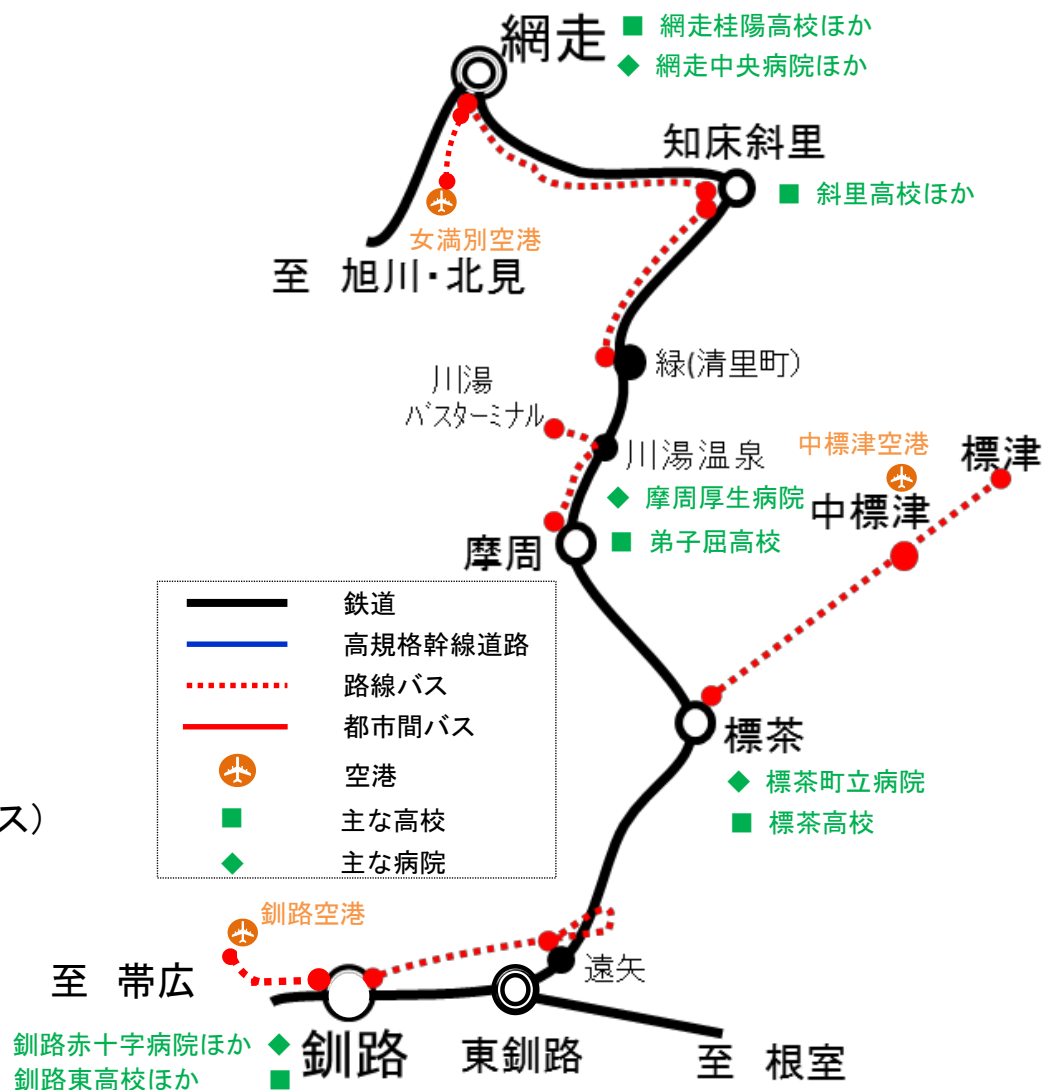 網走
網走桂陽高校ほか
網走中央病院ほか
知床斜里
斜里高校ほか
女満別空港
至 旭川・北見
緑(清里町)
川湯
バスターミナル
川湯温泉
中標津空港
標津
中標津
摩周厚生病院
弟子屈高校
摩周
鉄道
高規格幹線道路
路線バス
都市間バス
空港
主な高校
主な病院
標茶
標茶町立病院
標茶高校
ス）
釧路空港
遠矢
至 帯広
釧路
東釧路
至 根室
釧路赤十字病院ほか
釧路東高校ほか